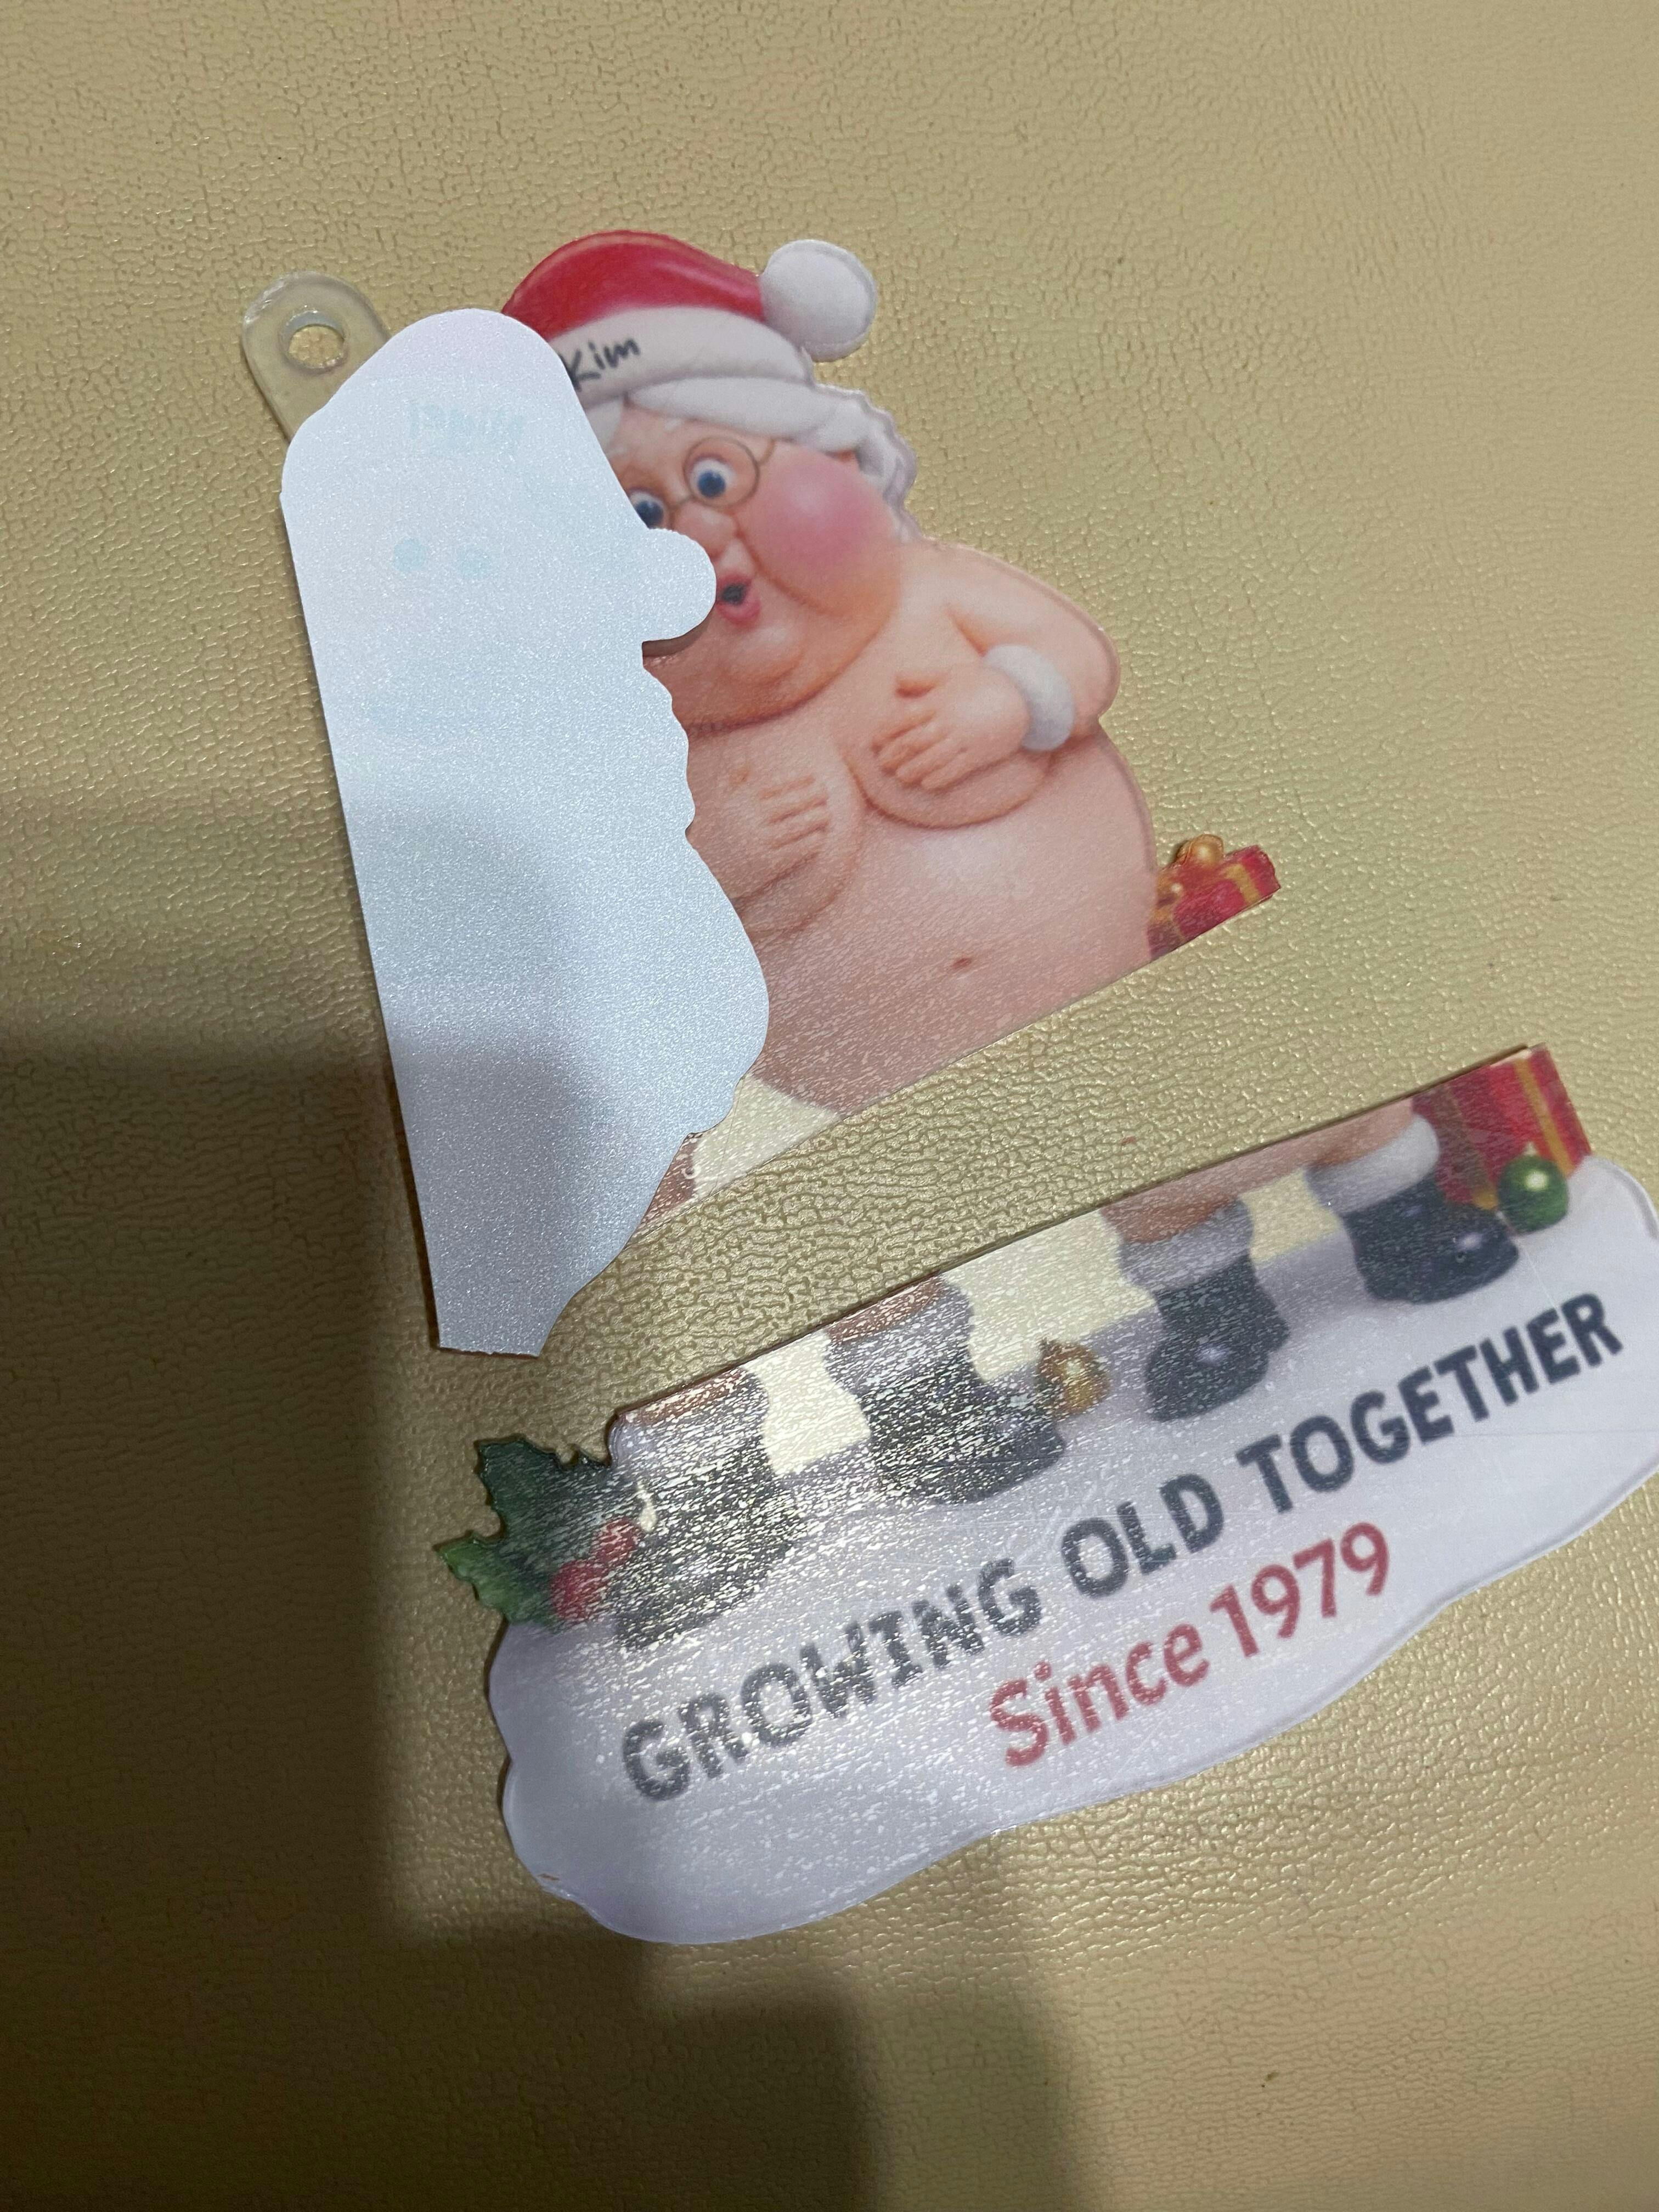 Kim
GROWING OLD TOGETHER
Since 1979